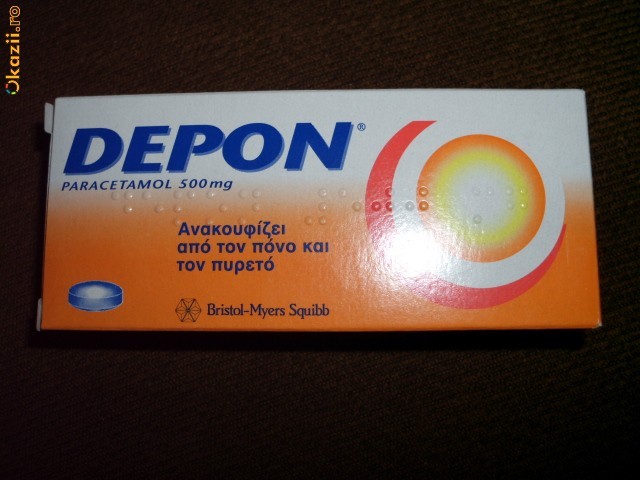 Okazii.ro
DEPON®
PARACETAMOL 500mg
Ανακουφίζει
από τον πόνο και
τον πυρετό
Bristol-Myers Squibb